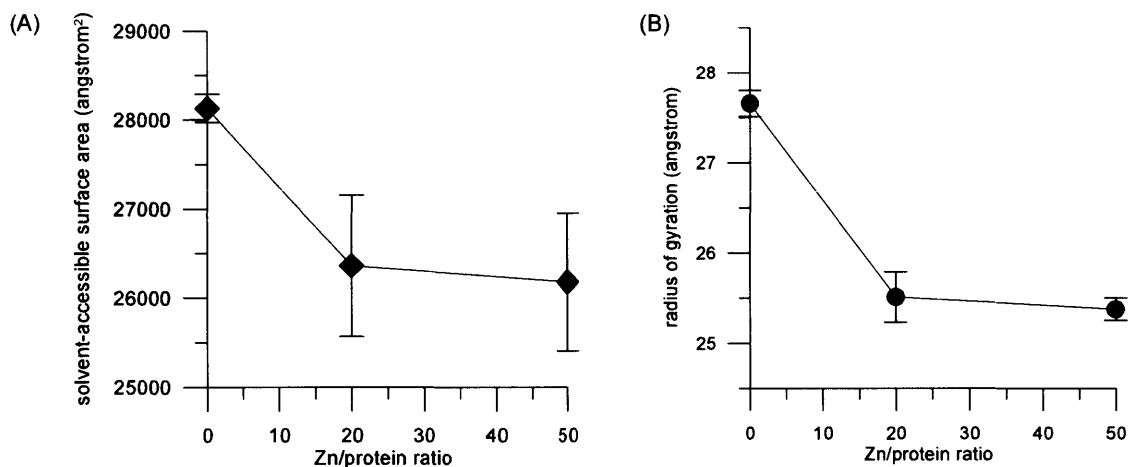 (A)
solvent-accessible surface area (angstrom²)
29000
28000
27000
26000
25000
0 10 20 30 40 50
Zn/protein ratio
(B)
radius of gyration (angstrom)
28
27
26
25
0 10 20 30 40 50
Zn/protein ratio